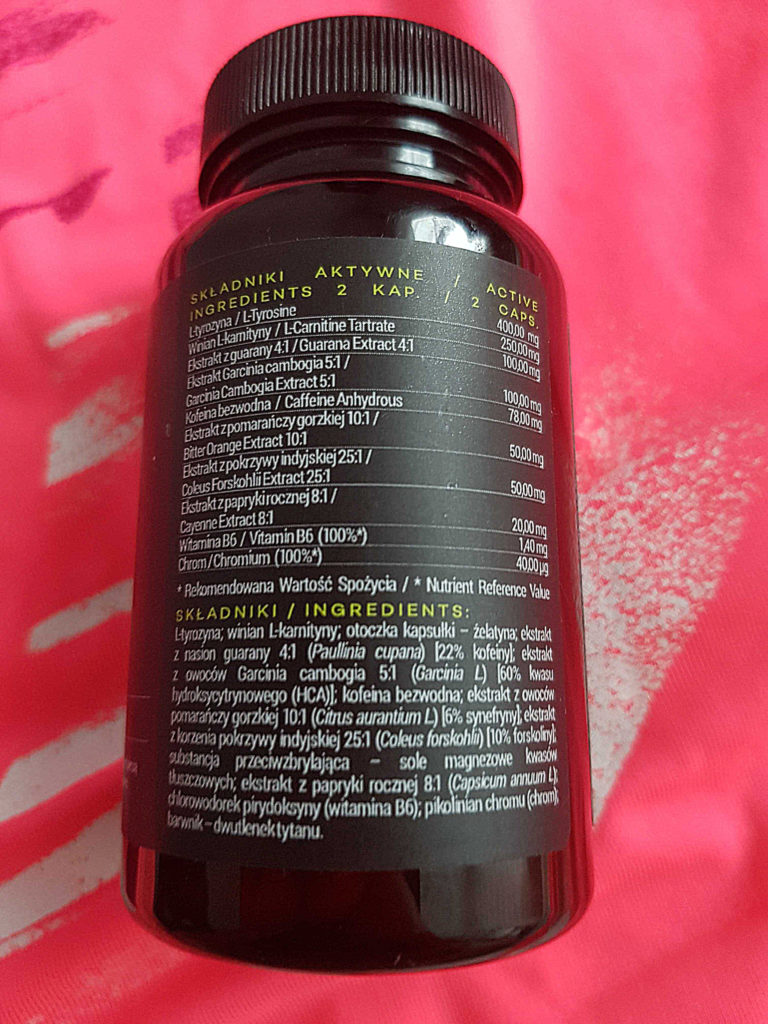 SKŁADNIKI AKTYWNE / ACTIVE
INGREDIENTS 2 KAP. / 2 CAPS.
L-tyrozyna / L-Tyrosine 400,00 mg
Winian L-karnityny / L-Carnitine Tartrate 250,00 mg
Ekstrakt z guarany 4:1 / Guarana Extract 4:1 100,00 mg
Ekstrakt Garcinia cambogia 5:1 /
Garcinia Cambogia Extract 5:1 100,00 mg
Kofeina bezwodna / Caffeine Anhydrous 78,00 mg
Ekstrakt z pomarańczy gorzkiej 10:1 /
Bitter Orange Extract 10:1 50,00 mg
Ekstrakt z pokrzywy indyjskiej 25:1 /
Coleus Forskohlii Extract 25:1 50,00 mg
Ekstrakt z papryki rocznej 8:1 /
Cayenne Extract 8:1 20,00 mg
Witamina B6 / Vitamin B6 (100%*) 1,40 mg
Chrom / Chromium (100%*) 40,00 µg
* Rekomendowana Wartość Spożycia / * Nutrient Reference Value
SKŁADNIKI / INGREDIENTS:
L-tyrozyna; winian L-karnityny; otoczka kapsułki – żelatyna; ekstrakt
z nasion guarany 4:1 (Paullinia cupana) [22% kofeiny]; ekstrakt
z owoców Garcinia cambogia 5:1 (Garcinia L.) [60% kwasu
hydroksycytrynowego (HCA)]; kofeina bezwodna; ekstrakt z owoców
pomarańczy gorzkiej 10:1 (Citrus aurantium L.) [6% synefryny]; ekstrakt
z korzenia pokrzywy indyjskiej 25:1 (Coleus forskohlii) [10% forskoliny];
substancja przeciwzbrylająca – sole magnezowe kwasów
tłuszczowych; ekstrakt z papryki rocznej 8:1 (Capsicum annuum L.);
chlorowodorek pirydoksyny (witamina B6); pikolinian chromu (chrom);
barwnik – dwutlenek tytanu.